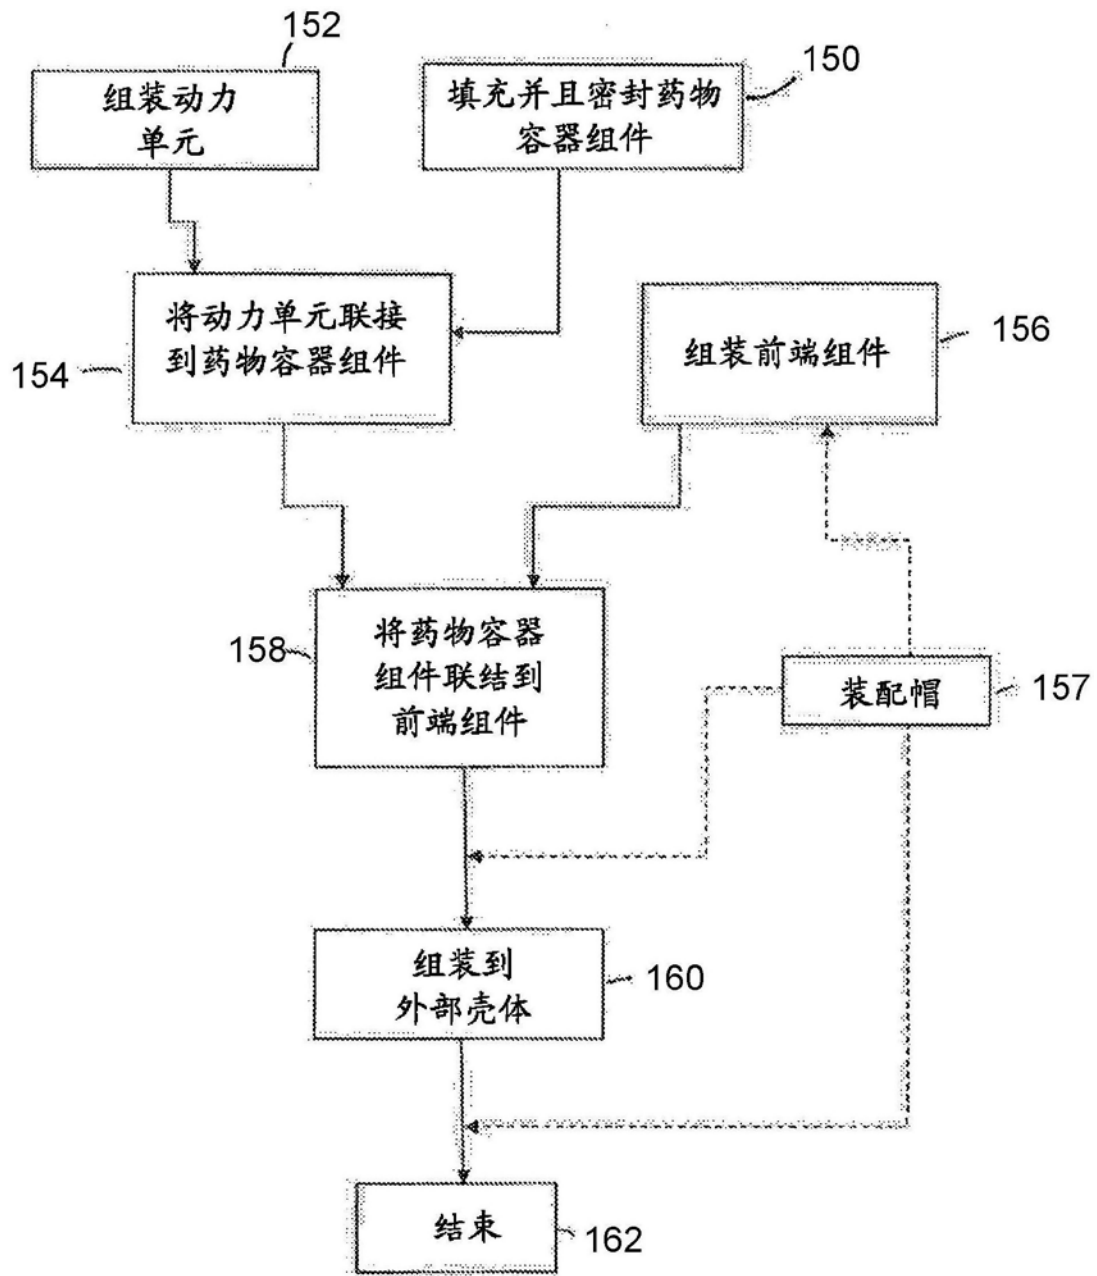 152
组装动力
单元
150
填充并且密封药物
容器组件
将动力单元联接
到药物容器组件
154
组装前端组件
156
158
将药物容器
组件联结到
前端组件
装配帽
157
组装到
外部壳体
160
结束
162